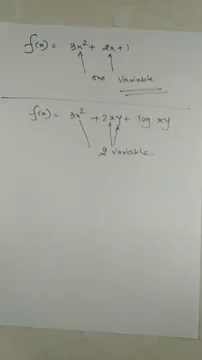 f(x) = 3x² + 2x + 1
one variable
f(x) = 3x² + 2xy + log xy
2 variable